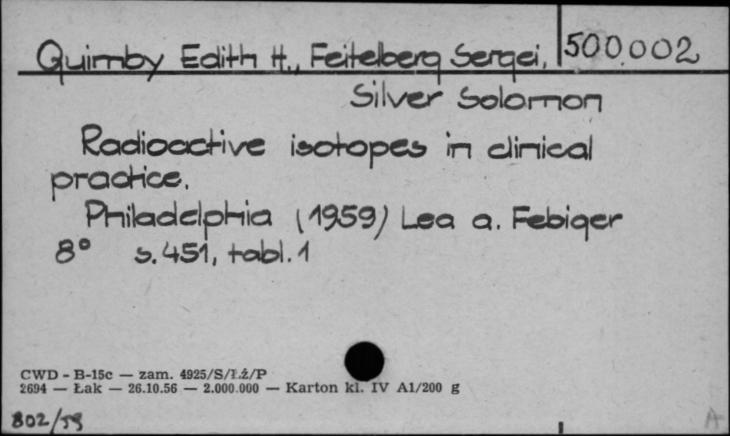 Quimby Edith H., Feitelberg Sergei, 500.002
Silver Solomon
Radioactive isotopes in clinical
practice.
Philadelphia (1959) Lea a. Febiger
8° s. 451, tabl. 1
CWD - B-15c — zam. 4925/S/Ł.Ż/P
2694 — Łak — 26.10.56 — 2.000.000 — Karton kl. IV A1/200 g
802/59
A